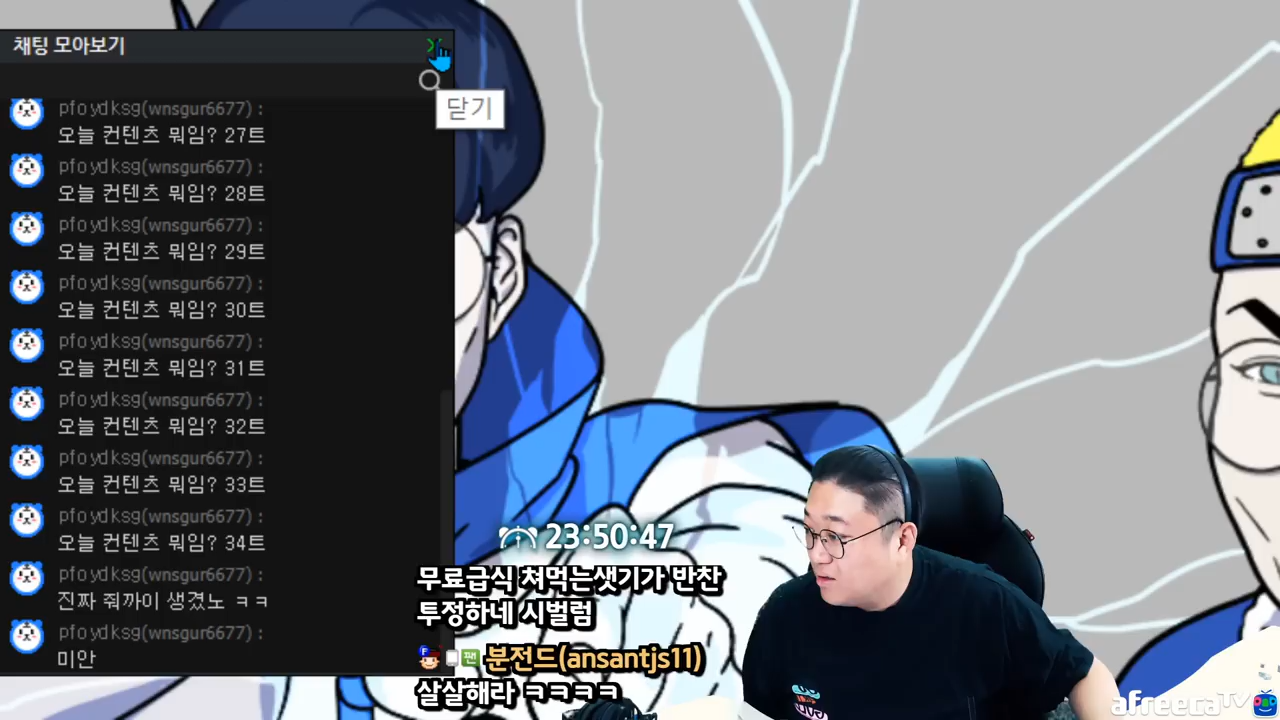 채팅 모아보기
닫기
pfoydksg(wnsgur6677) :
오늘 컨텐츠 뭐임? 27트
pfoydksg(wnsgur6677) :
오늘 컨텐츠 뭐임? 28트
pfoydksg(wnsgur6677) :
오늘 컨텐츠 뭐임? 29트
pfoydksg(wnsgur6677) :
오늘 컨텐츠 뭐임? 30트
pfoydksg(wnsgur6677) :
오늘 컨텐츠 뭐임? 31트
pfoydksg(wnsgur6677) :
오늘 컨텐츠 뭐임? 32트
pfoydksg(wnsgur6677) :
오늘 컨텐츠 뭐임? 33트
pfoydksg(wnsgur6677) :
오늘 컨텐츠 뭐임? 34트
pfoydksg(wnsgur6677) :
진짜 줘까이 생겼노 ㅋㅋ
pfoydksg(wnsgur6677) :
미안
23:50:47
무료급식 쳐먹는샛기가 반찬
투정하네 시벌럼
F 팬 분전드(ansantjs11)
살살해라 ㅋㅋㅋㅋ
afreecaTV